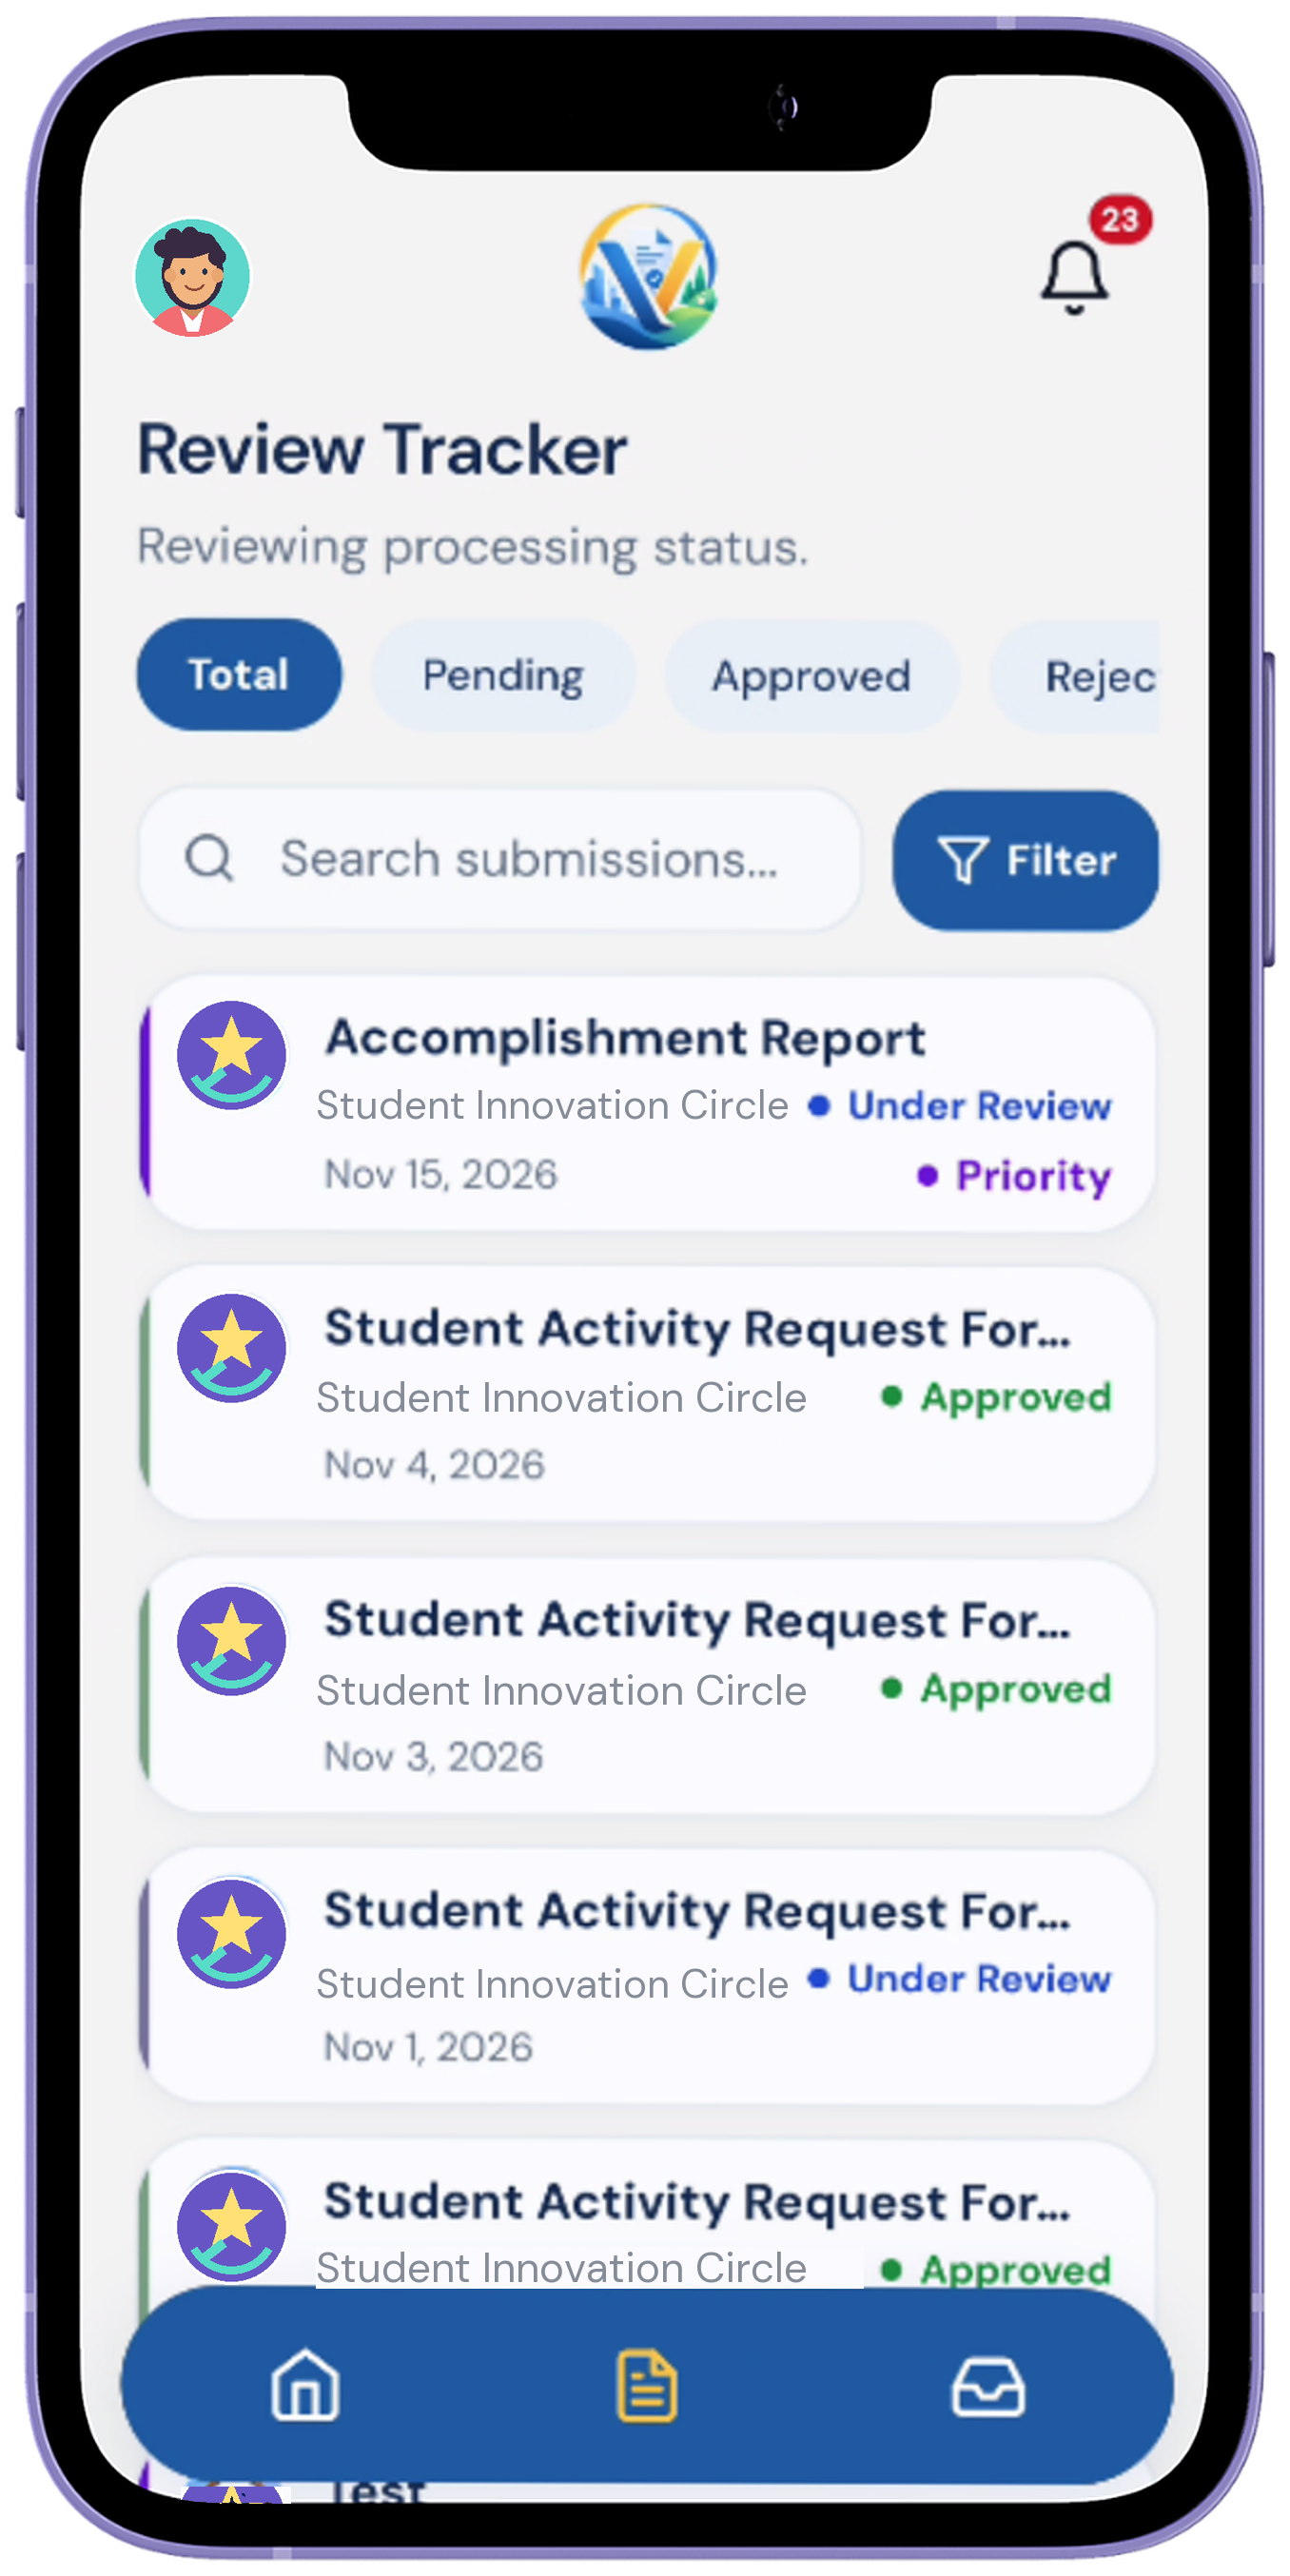 23
Review Tracker
Reviewing processing status.
Total Pending Approved Rejec
Search submissions... Filter
Accomplishment Report
Student Innovation Circle Under Review
Nov 15, 2026 Priority
Student Activity Request For...
Student Innovation Circle Approved
Nov 4, 2026
Student Activity Request For...
Student Innovation Circle Approved
Nov 3, 2026
Student Activity Request For...
Student Innovation Circle Under Review
Nov 1, 2026
Student Activity Request For...
Student Innovation Circle Approved
Test